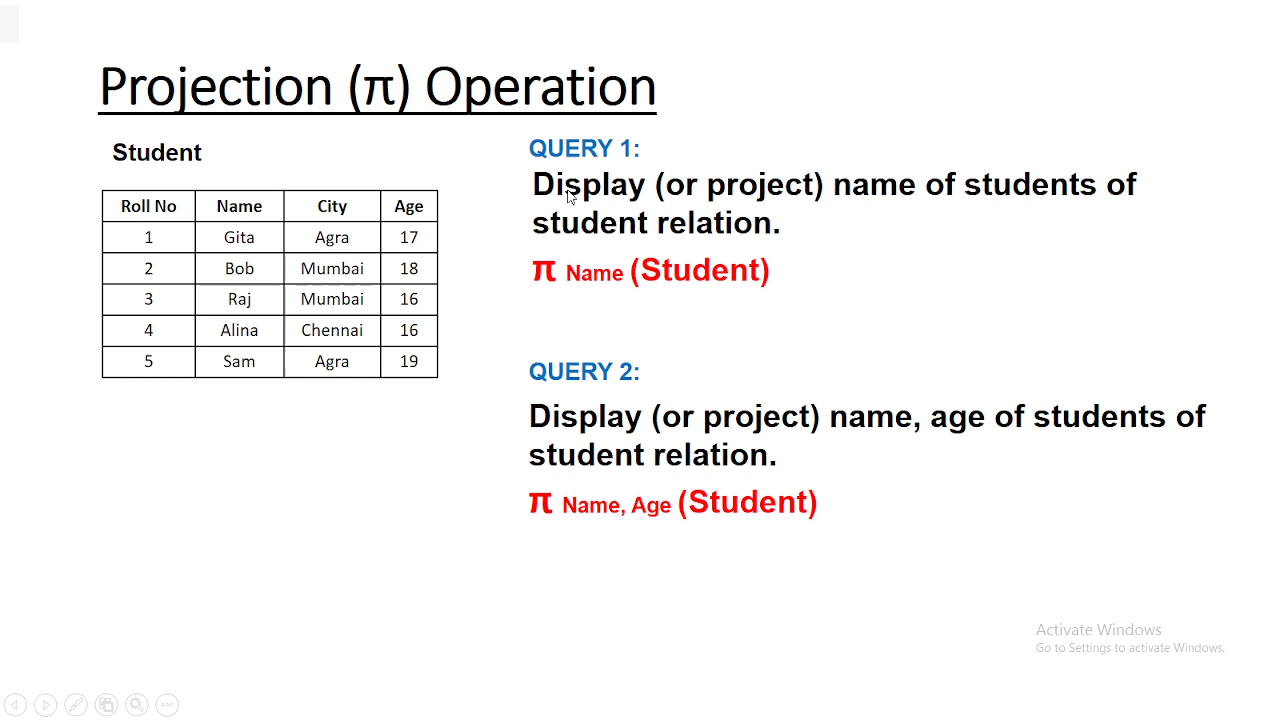 Projection (π) Operation
Student
Roll No Name City Age
1 Gita Agra 17
2 Bob Mumbai 18
3 Raj Mumbai 16
4 Alina Chennai 16
5 Sam Agra 19
QUERY 1:
Display (or project) name of students of
student relation.
π Name (Student)
QUERY 2:
Display (or project) name, age of students of
student relation.
π Name, Age (Student)
Activate Windows
Go to Settings to activate Windows.